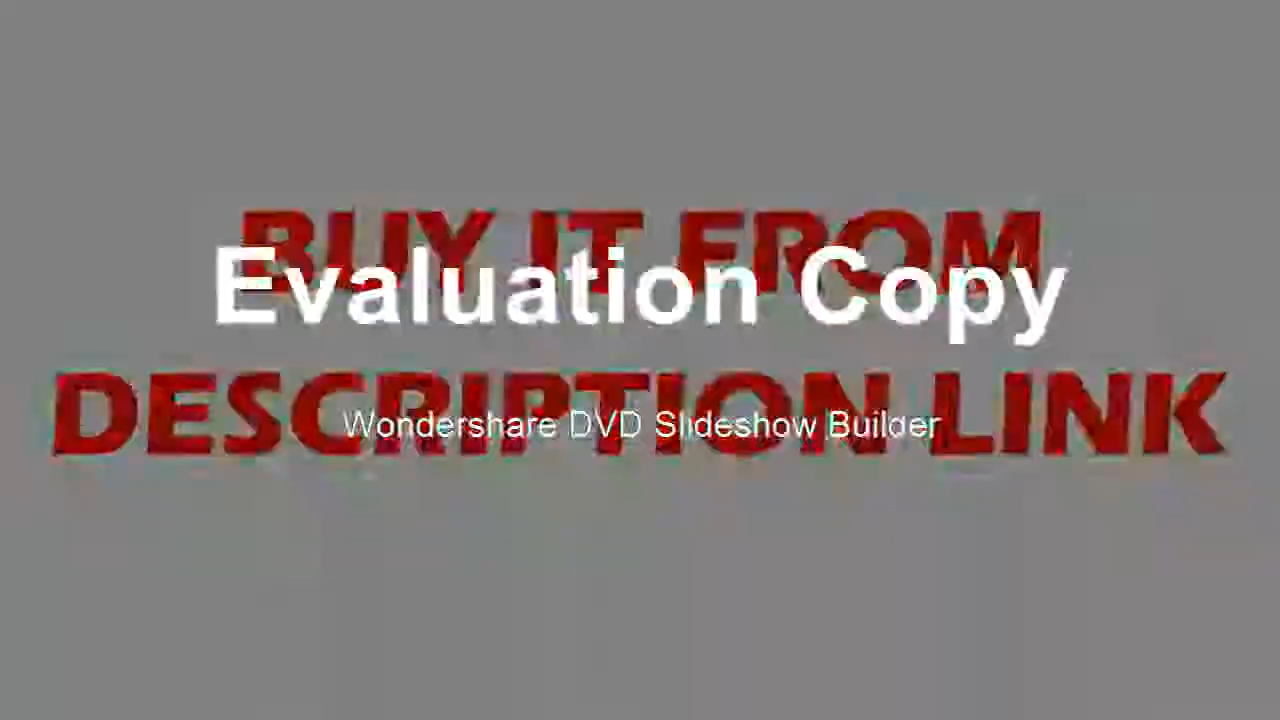 BUY IT FROM
Evaluation Copy
DESCRIPTION LINK
Wondershare DVD Slideshow Builder